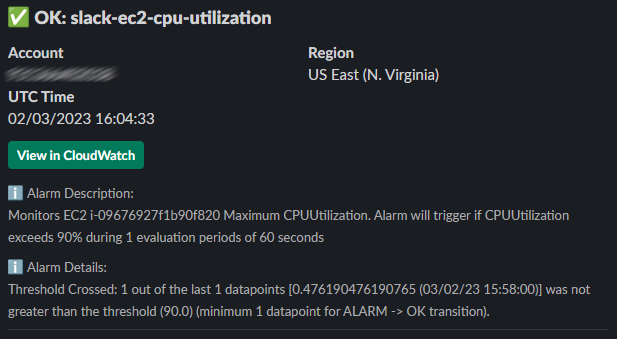 OK: slack-ec2-cpu-utilization
Account
Region
US East (N. Virginia)
UTC Time
02/03/2023 16:04:33
View in CloudWatch
Alarm Description:
Monitors EC2 i-09676927f1b90f820 Maximum CPUUtilization. Alarm will trigger if CPUUtilization
exceeds 90% during 1 evaluation periods of 60 seconds
Alarm Details:
Threshold Crossed: 1 out of the last 1 datapoints [0.476190476190765 (03/02/23 15:58:00)] was not
greater than the threshold (90.0) (minimum 1 datapoint for ALARM -> OK transition).